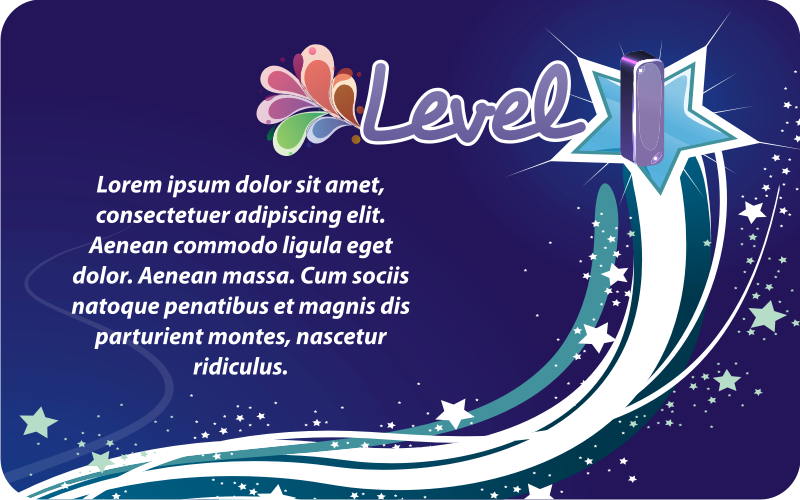 Level I
Lorem ipsum dolor sit amet,
consectetuer adipiscing elit.
Aenean commodo ligula eget
dolor. Aenean massa. Cum sociis
natoque penatibus et magnis dis
parturient montes, nascetur
ridiculus.